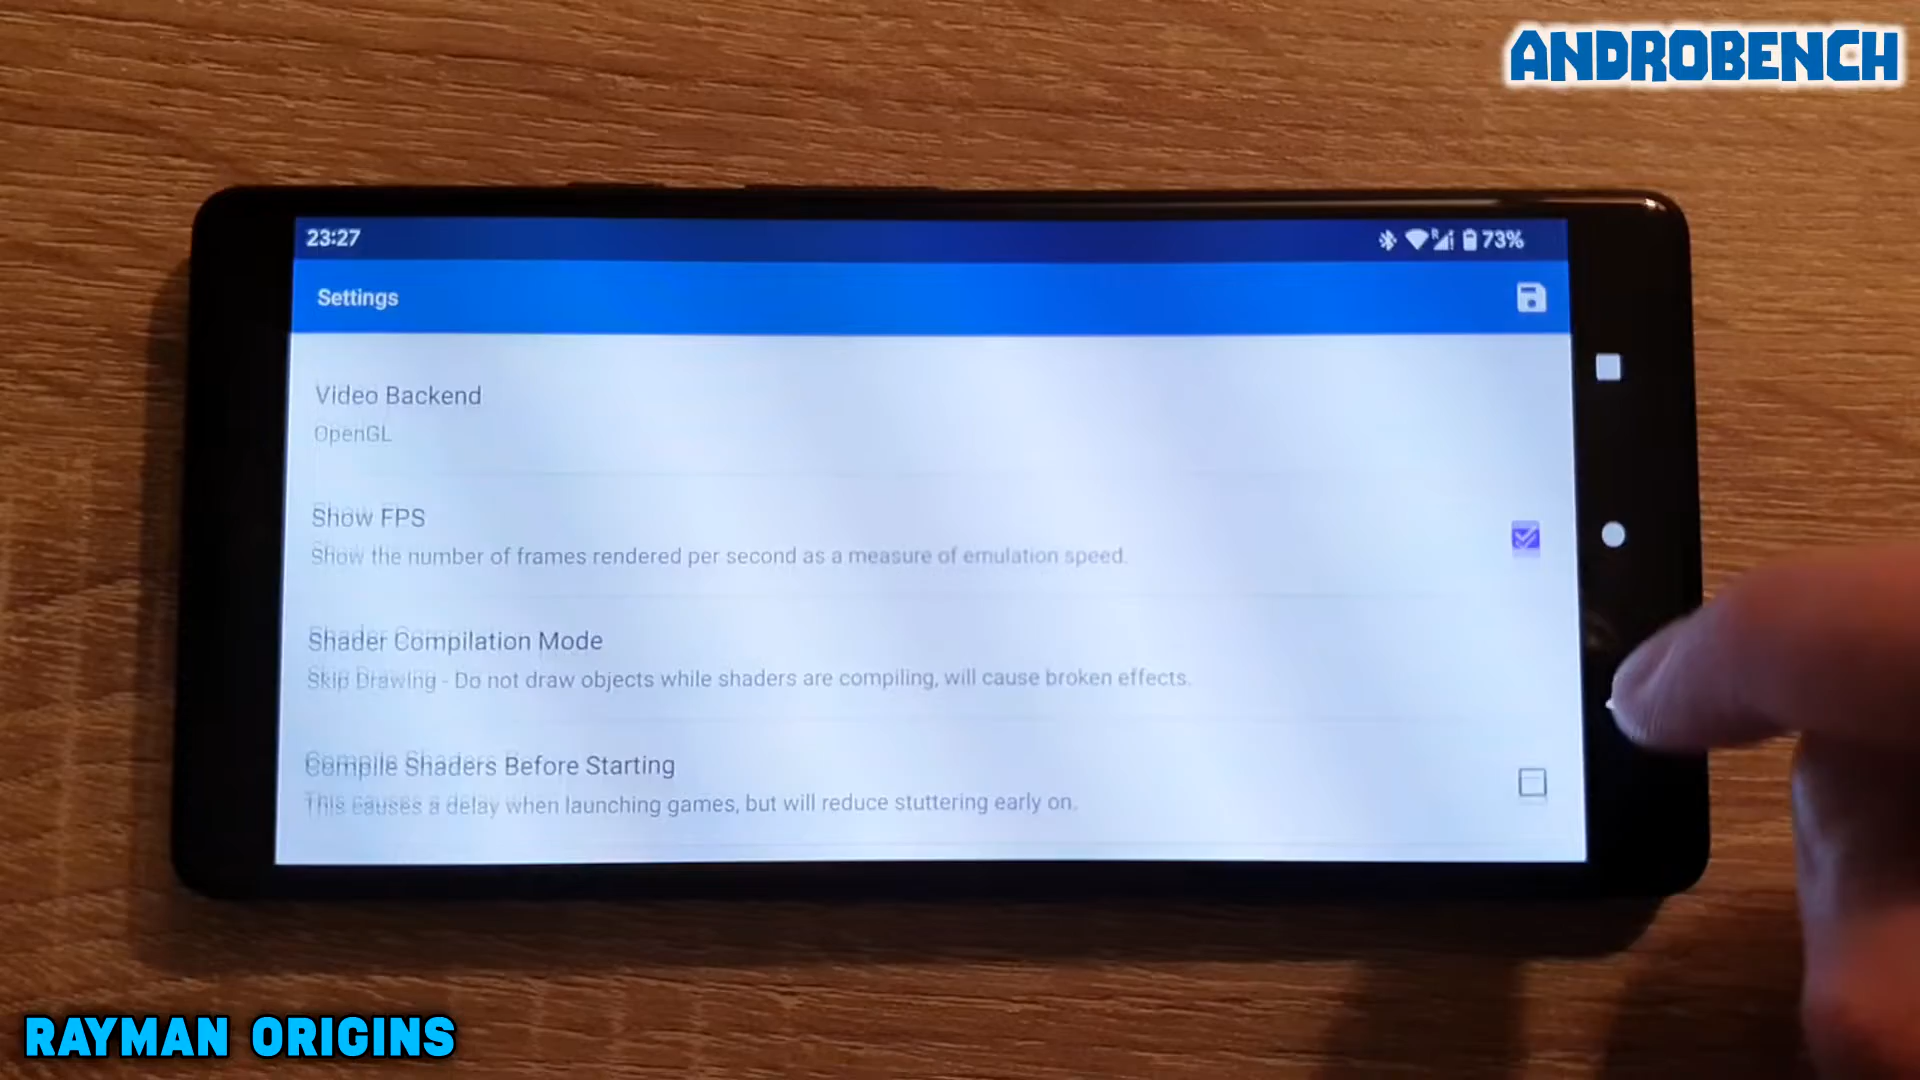 ANDROBENCH
23:27
R
73%
Settings
Video Backend
OpenGL
Show FPS
Show the number of frames rendered per second as a measure of emulation speed.
Shader Compilation Mode
Skip Drawing - Do not draw objects while shaders are compiling, will cause broken effects.
Compile Shaders Before Starting
This causes a delay when launching games, but will reduce stuttering early on.
RAYMAN ORIGINS